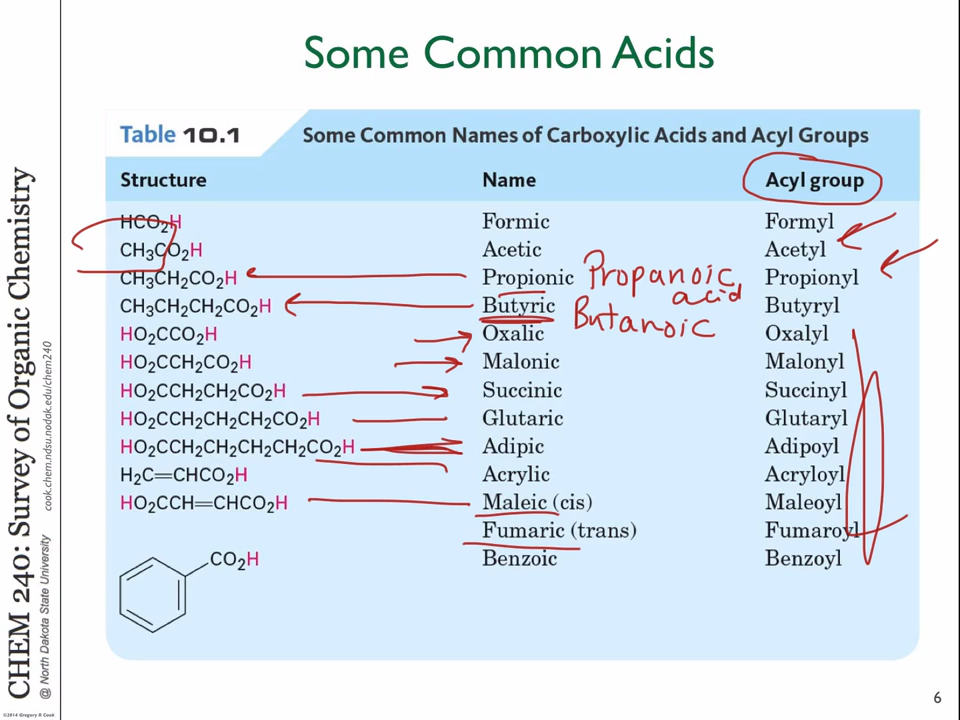 Some Common Acids
Table 10.1 Some Common Names of Carboxylic Acids and Acyl Groups
Structure Name Acyl group
HCO₂H Formic Formyl
CH₃CO₂H Acetic Acetyl
CH₃CH₂CO₂H Propionic Propanoic Propionyl
acid
CH₃CH₂CH₂CO₂H Butyric Butanoic Butyryl
HO₂CCO₂H Oxalic Oxalyl
HO₂CCH₂CO₂H Malonic Malonyl
HO₂CCH₂CH₂CO₂H Succinic Succinyl
HO₂CCH₂CH₂CH₂CO₂H Glutaric Glutaryl
HO₂CCH₂CH₂CH₂CH₂CO₂H Adipic Adipoyl
H₂C=CHCO₂H Acrylic Acryloyl
HO₂CCH=CHCO₂H Maleic (cis) Maleoyl
Fumaric (trans) Fumaroyl
CO₂H Benzoic Benzoyl
CHEM 240: Survey of Organic Chemistry
@ North Dakota State University cook.chem.ndsu.nodak.edu/chem240
©2014 Gregory R Cook
6